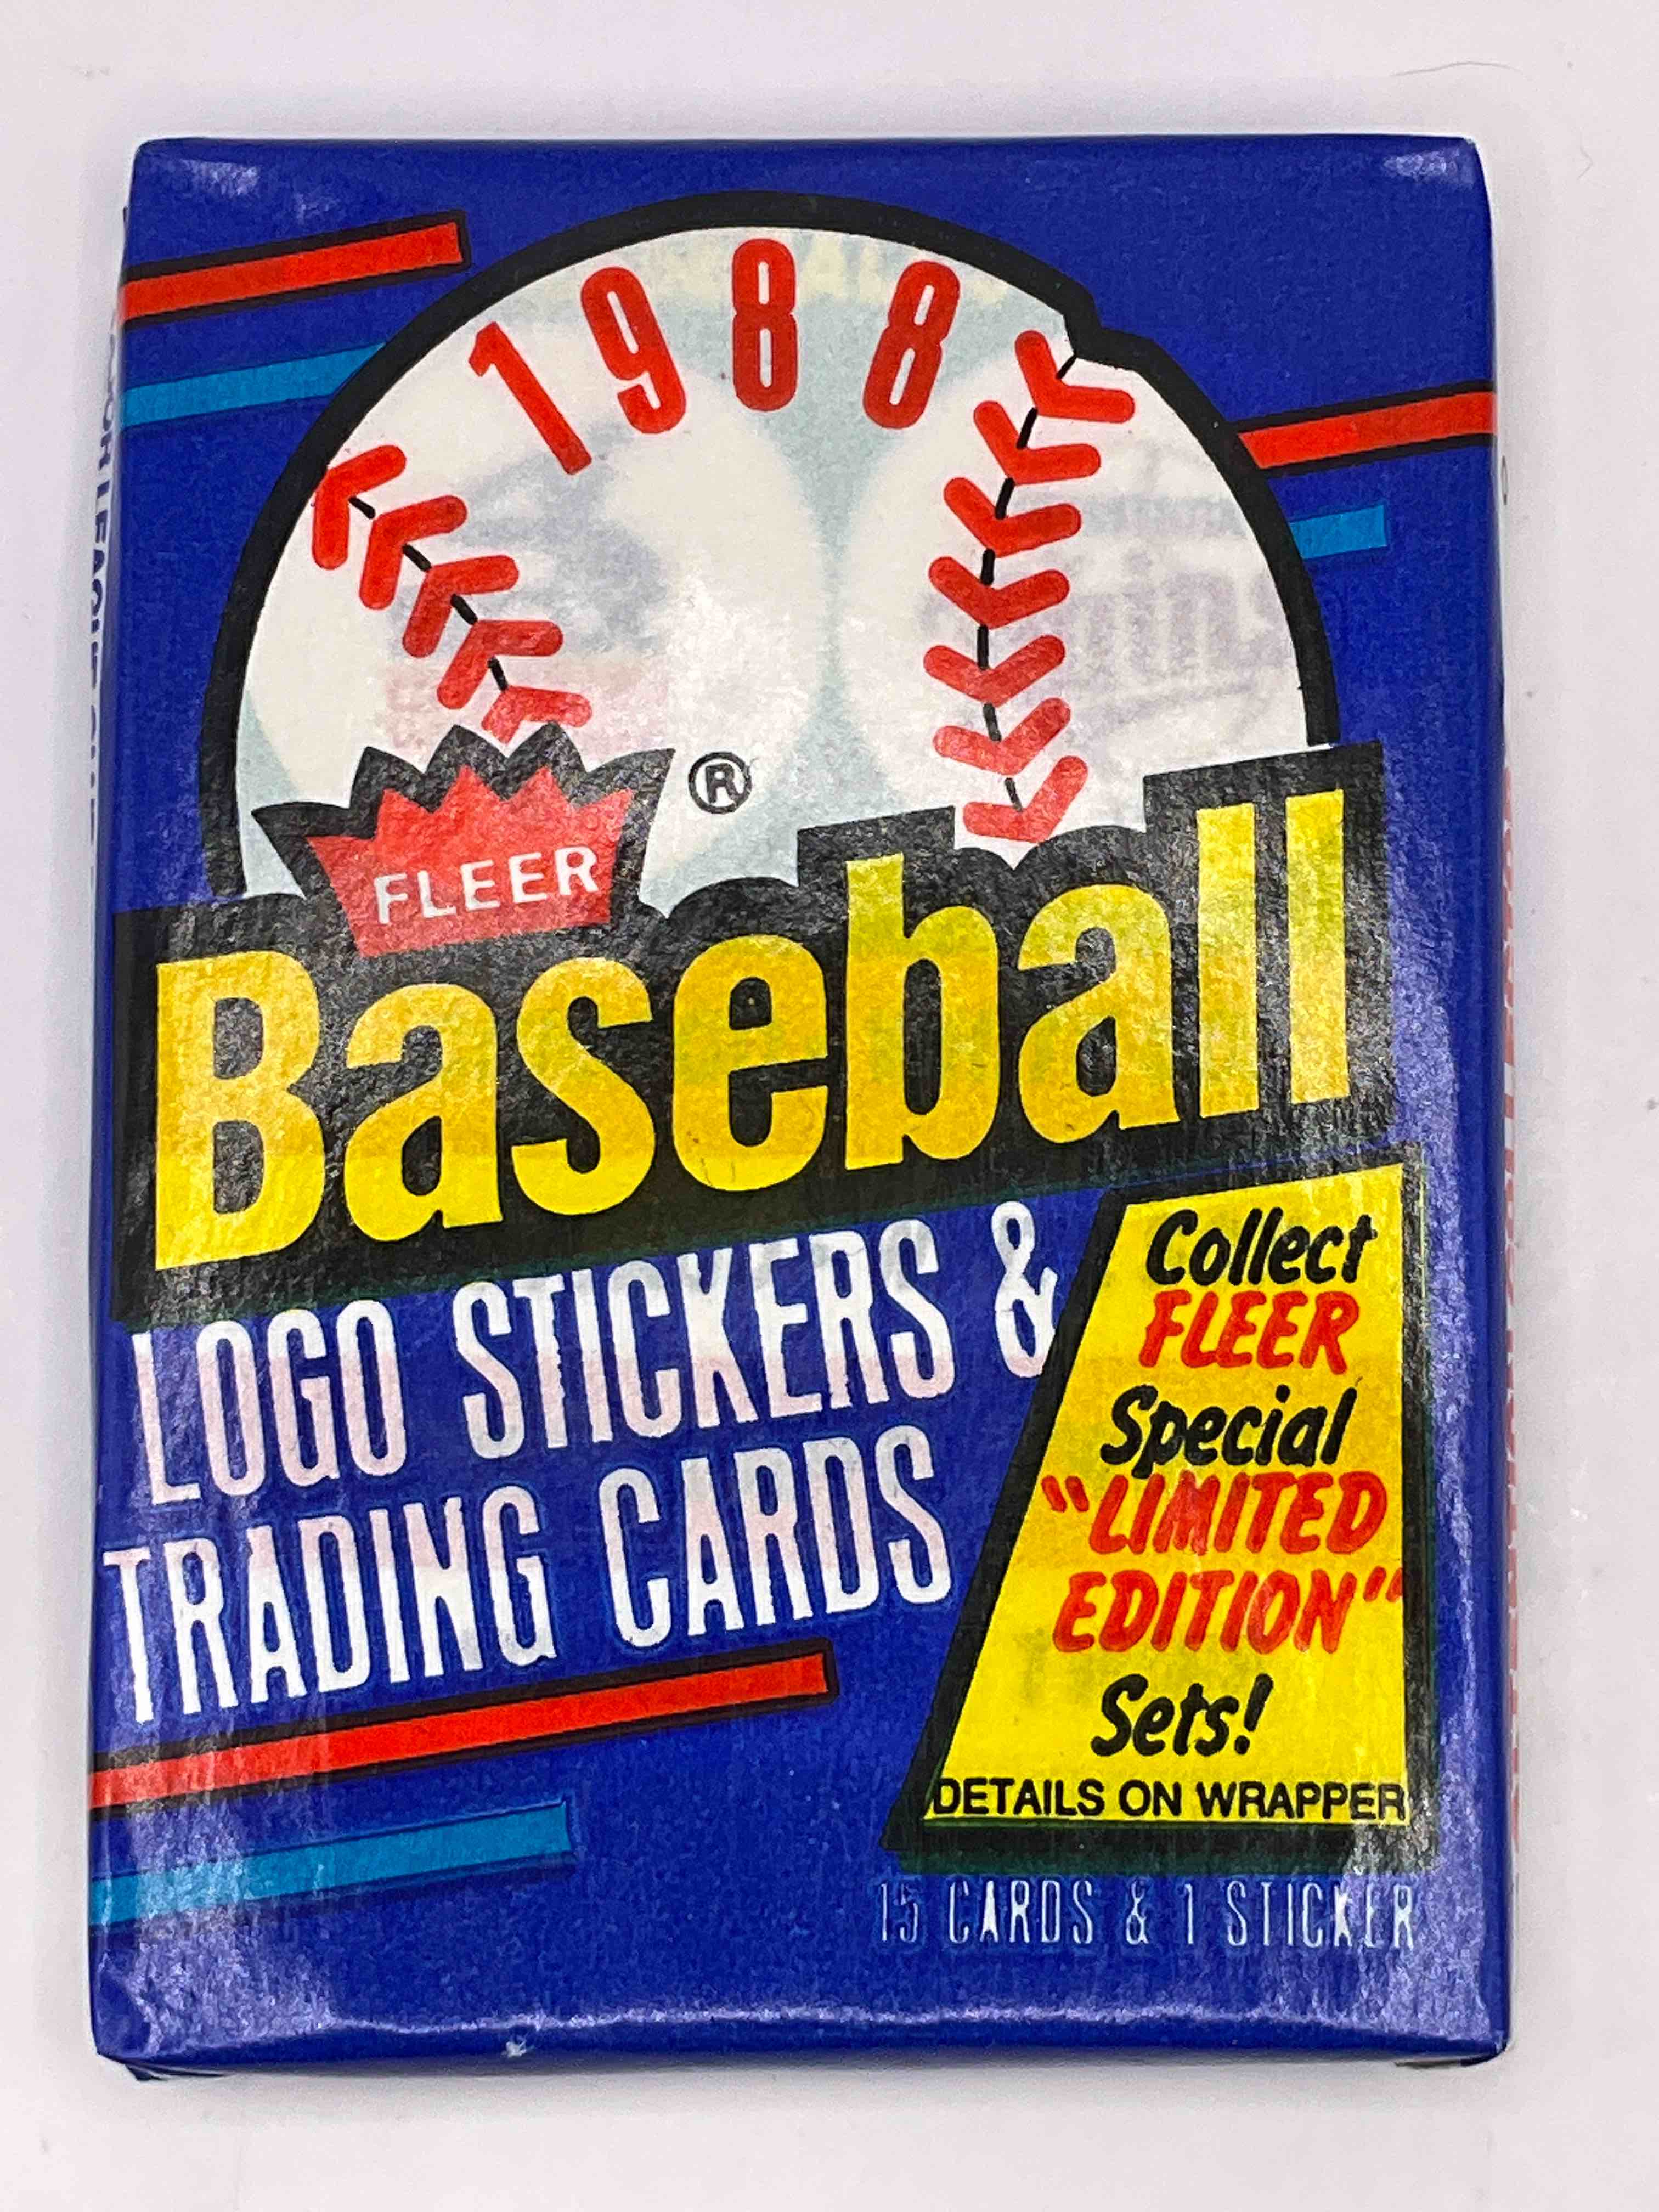 1988
FLEER
®
Baseball
LOGO STICKERS &
TRADING CARDS
Collect
FLEER
Special
"LIMITED
EDITION"
Sets!
DETAILS ON WRAPPER
15 CARDS & 1 STICKER